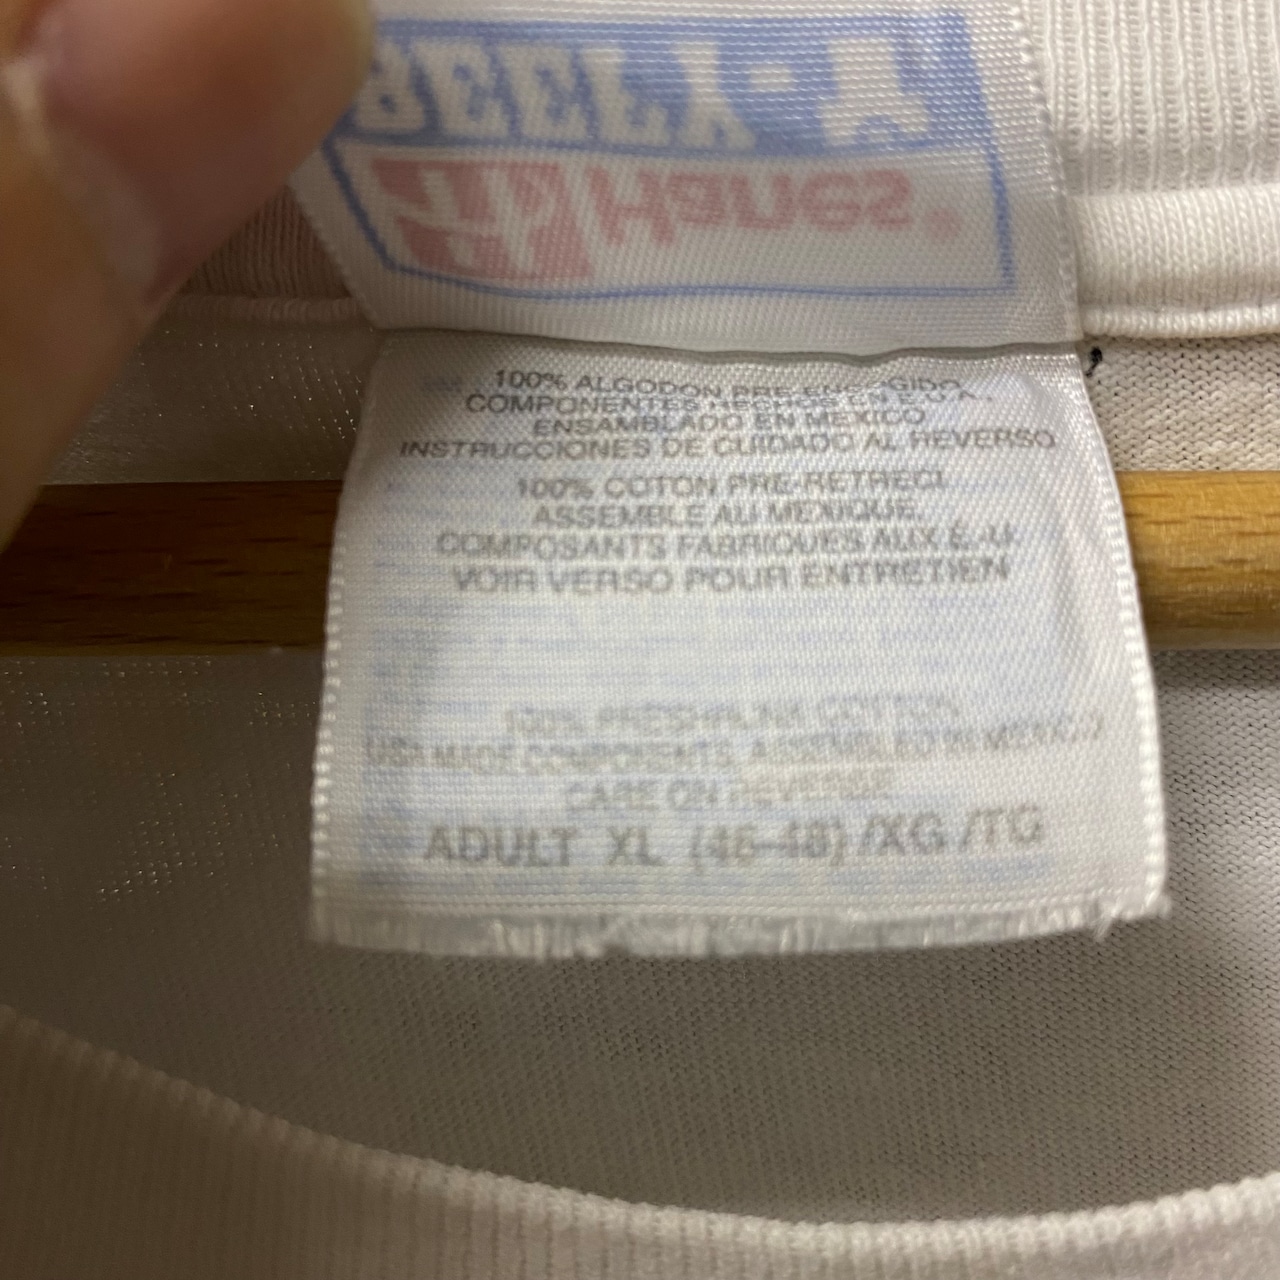 BEEFY-T
Hanes
100% ALGODON PRE-ENCOGIDO
COMPONENTES HECHOS EN E.U.A.,
ENSAMBLADO EN MEXICO
INSTRUCCIONES DE CUIDADO AL REVERSO
100% COTON PRE-RETRECI.
ASSEMBLE AU MEXIQUE,
COMPOSANTS FABRIQUES AUX É.-U.
VOIR VERSO POUR ENTRETIEN
100% PRESHRUNK COTTON,
USA MADE COMPONENTS, ASSEMBLED IN MEXICO
CARE ON REVERSE
ADULT XL (46-48) /XG /TG